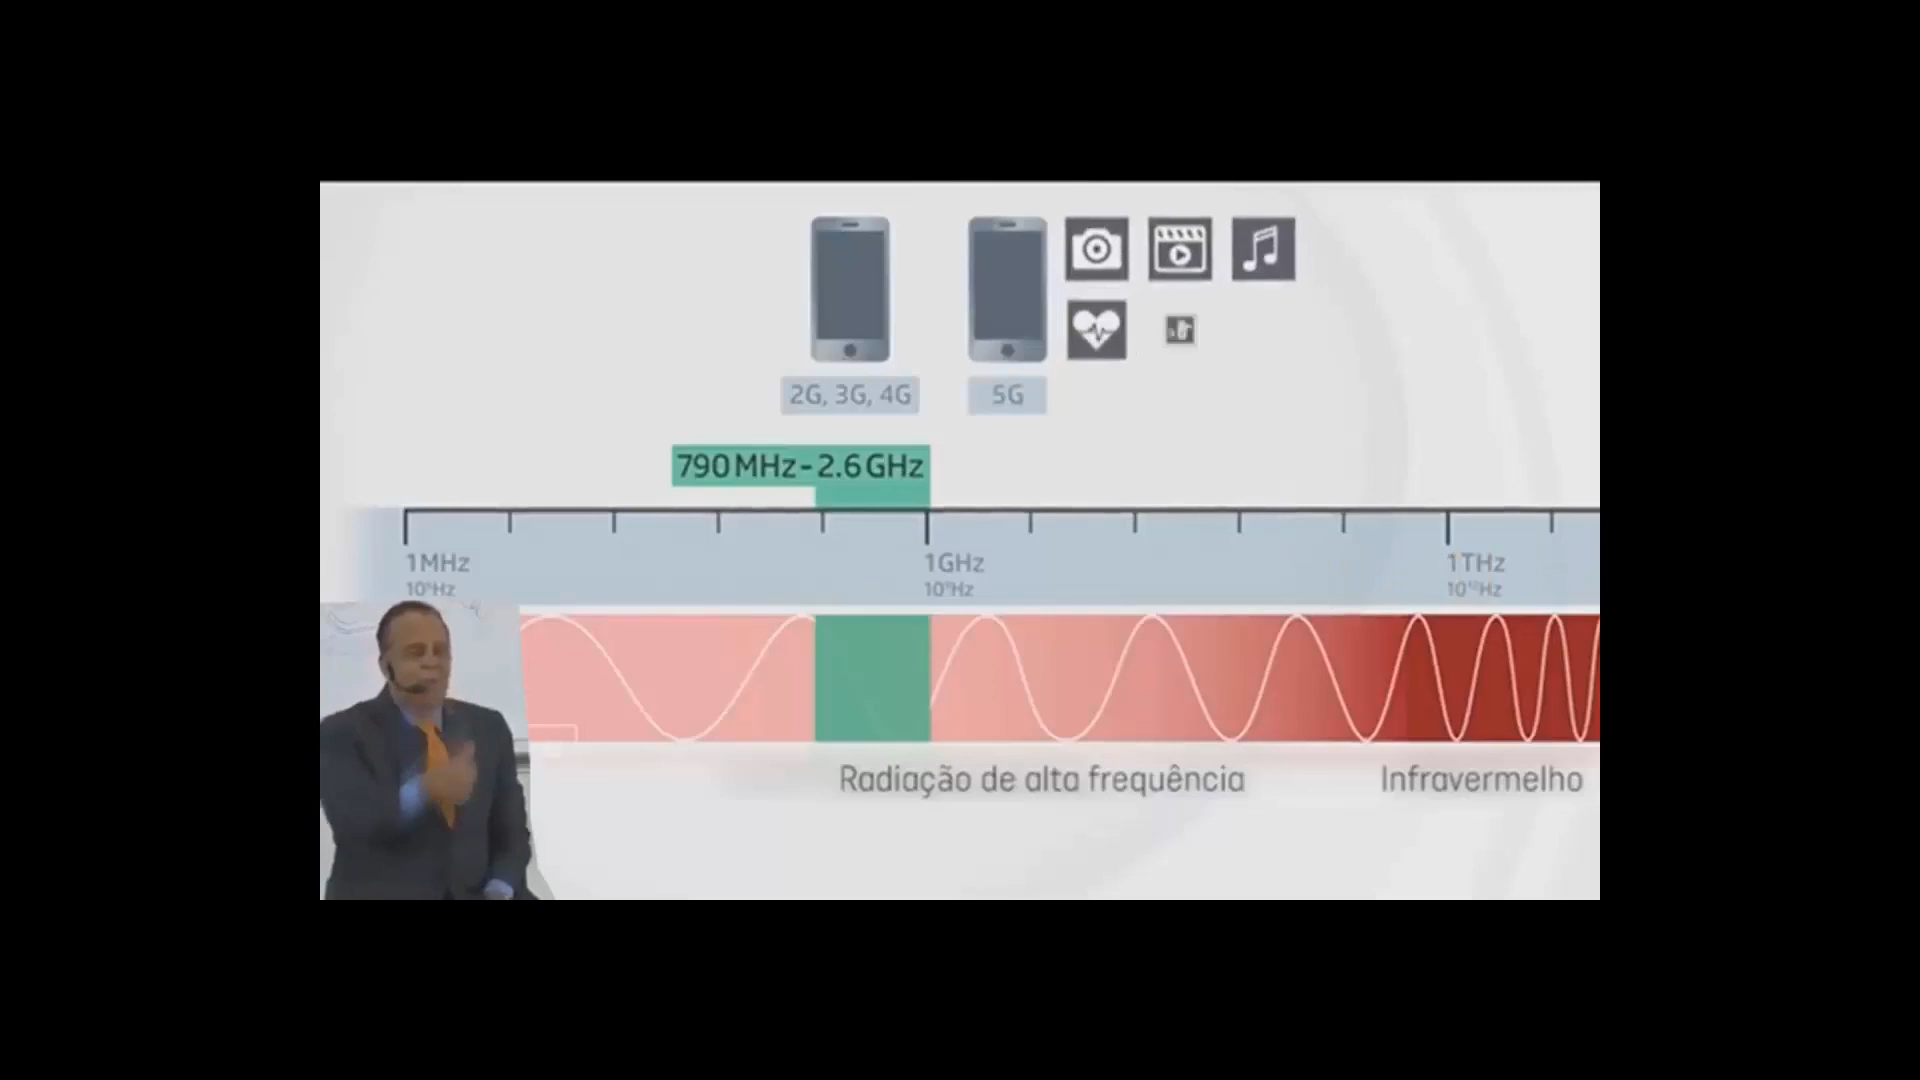 2G, 3G, 4G
5G
790 MHz - 2.6 GHz
1 MHz
1 GHz
1 THz
10⁶Hz
10⁹Hz
10¹²Hz
Radiação de alta frequência
Infravermelho